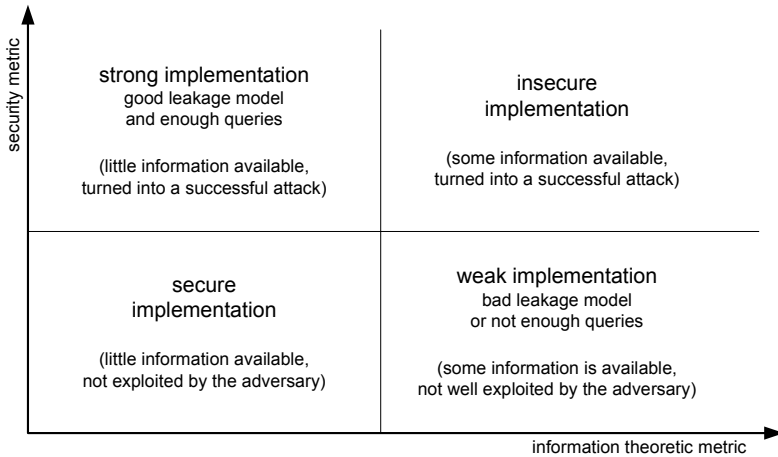 security metric
strong implementation
good leakage model
and enough queries
(little information available,
turned into a successful attack)
insecure
implementation
(some information available,
turned into a successful attack)
secure
implementation
(little information available,
not exploited by the adversary)
weak implementation
bad leakage model
or not enough queries
(some information is available,
not well exploited by the adversary)
information theoretic metric